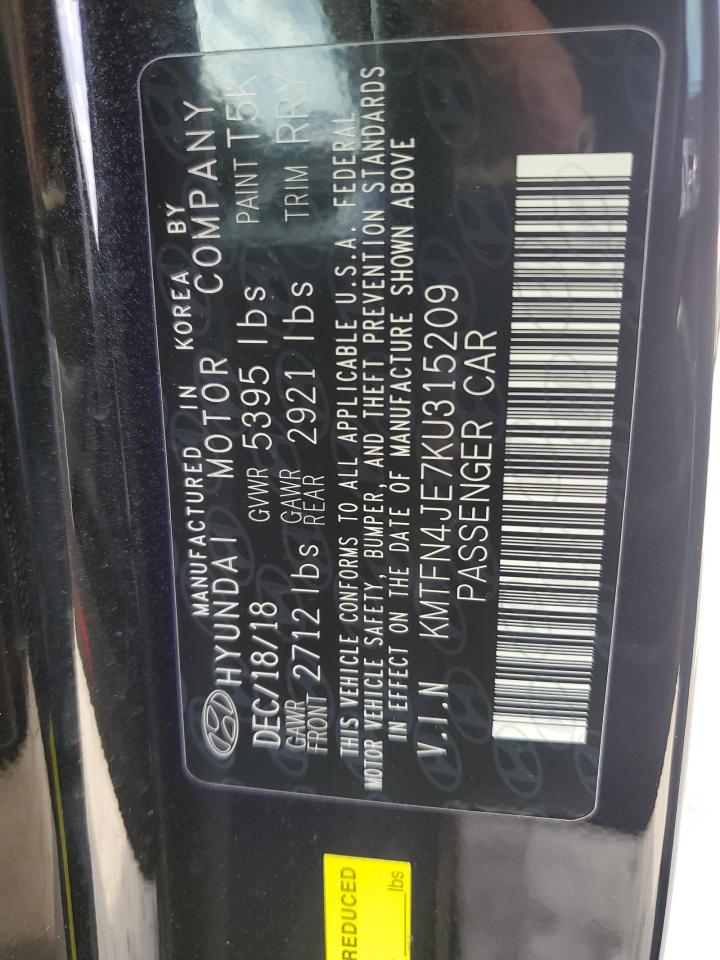 MANUFACTURED IN KOREA BY
HYUNDAI MOTOR COMPANY
DEC/18/18 GVWR 5395 lbs PAINT T5K
GAWR FRONT 2712 lbs GAWR REAR 2921 lbs TRIM RRY
THIS VEHICLE CONFORMS TO ALL APPLICABLE U.S.A. FEDERAL
MOTOR VEHICLE SAFETY, BUMPER, AND THEFT PREVENTION STANDARDS
IN EFFECT ON THE DATE OF MANUFACTURE SHOWN ABOVE
V.I.N KMTFN4JE7KU315209
PASSENGER CAR
REDUCED
lbs